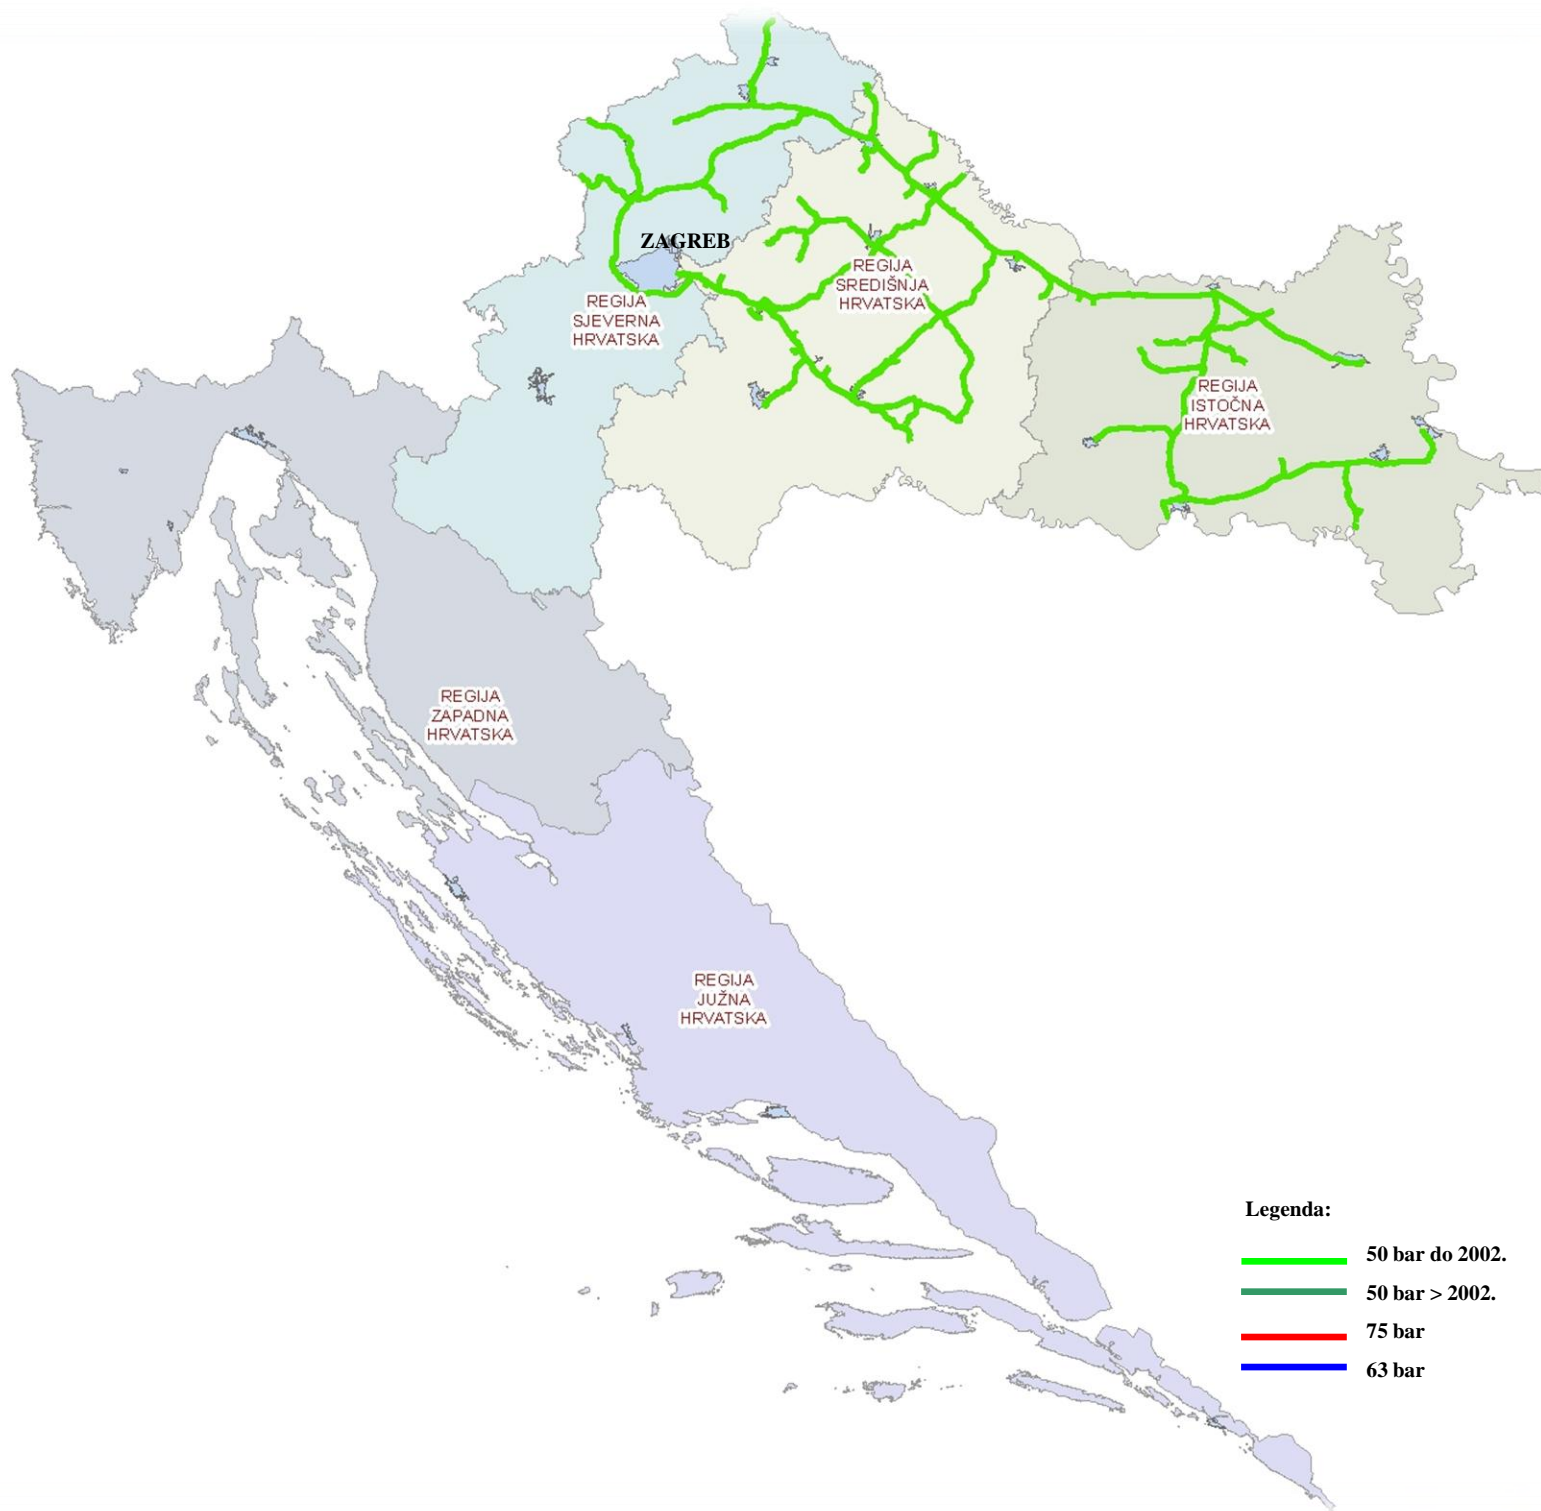 ZAGREB
REGIJA
SREDIŠNJA
HRVATSKA
REGIJA
SJEVERNA
HRVATSKA
REGIJA
ISTOČNA
HRVATSKA
REGIJA
ZAPADNA
HRVATSKA
REGIJA
JUŽNA
HRVATSKA
Legenda:
50 bar do 2002.
50 bar > 2002.
75 bar
63 bar